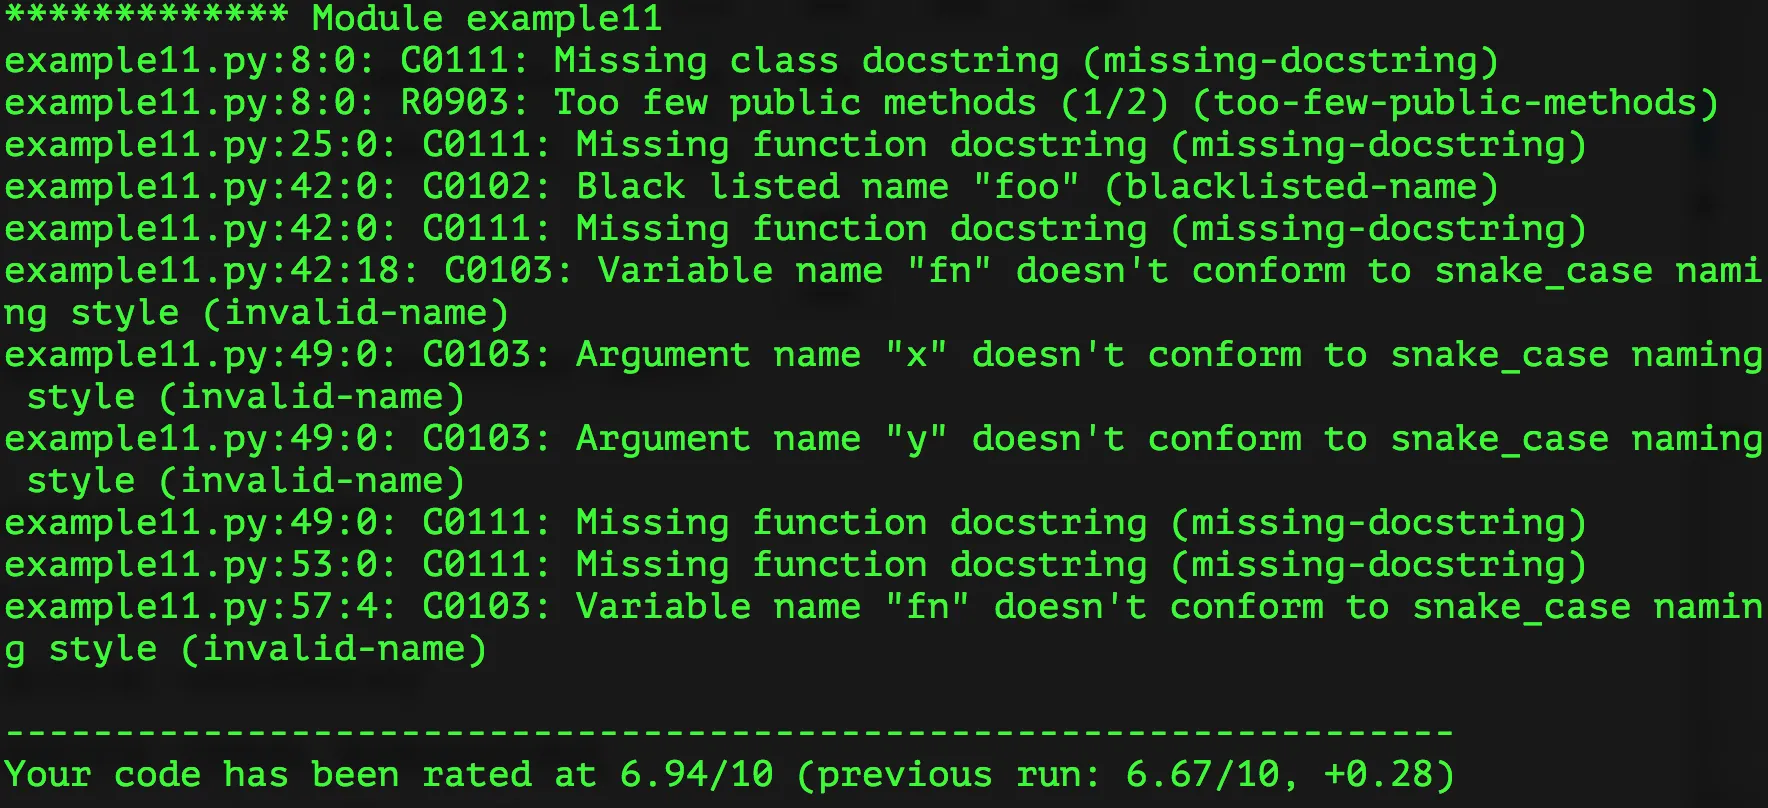 ************* Module example11
example11.py:8:0: C0111: Missing class docstring (missing-docstring)
example11.py:8:0: R0903: Too few public methods (1/2) (too-few-public-methods)
example11.py:25:0: C0111: Missing function docstring (missing-docstring)
example11.py:42:0: C0102: Black listed name "foo" (blacklisted-name)
example11.py:42:0: C0111: Missing function docstring (missing-docstring)
example11.py:42:18: C0103: Variable name "fn" doesn't conform to snake_case nami
ng style (invalid-name)
example11.py:49:0: C0103: Argument name "x" doesn't conform to snake_case naming
 style (invalid-name)
example11.py:49:0: C0103: Argument name "y" doesn't conform to snake_case naming
 style (invalid-name)
example11.py:49:0: C0111: Missing function docstring (missing-docstring)
example11.py:53:0: C0111: Missing function docstring (missing-docstring)
example11.py:57:4: C0103: Variable name "fn" doesn't conform to snake_case namin
g style (invalid-name)

------------------------------------------------------------------
Your code has been rated at 6.94/10 (previous run: 6.67/10, +0.28)